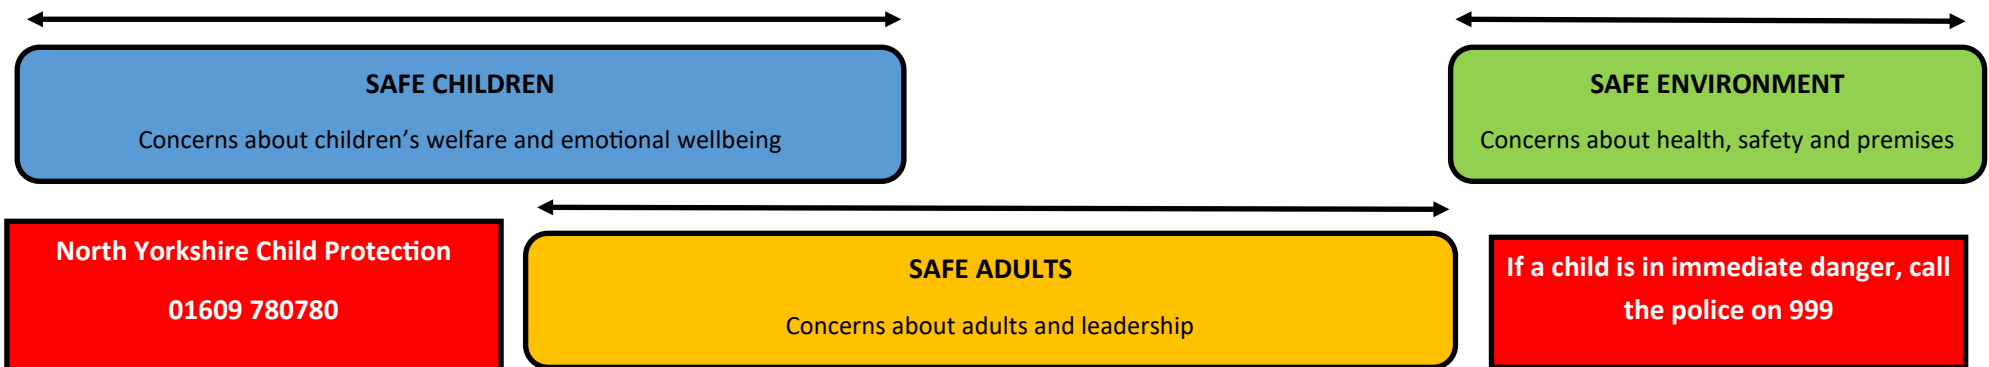 SAFE CHILDREN
Concerns about children’s welfare and emotional wellbeing
SAFE ENVIRONMENT
Concerns about health, safety and premises
North Yorkshire Child Protection
01609 780780
SAFE ADULTS
Concerns about adults and leadership
If a child is in immediate danger, call
the police on 999